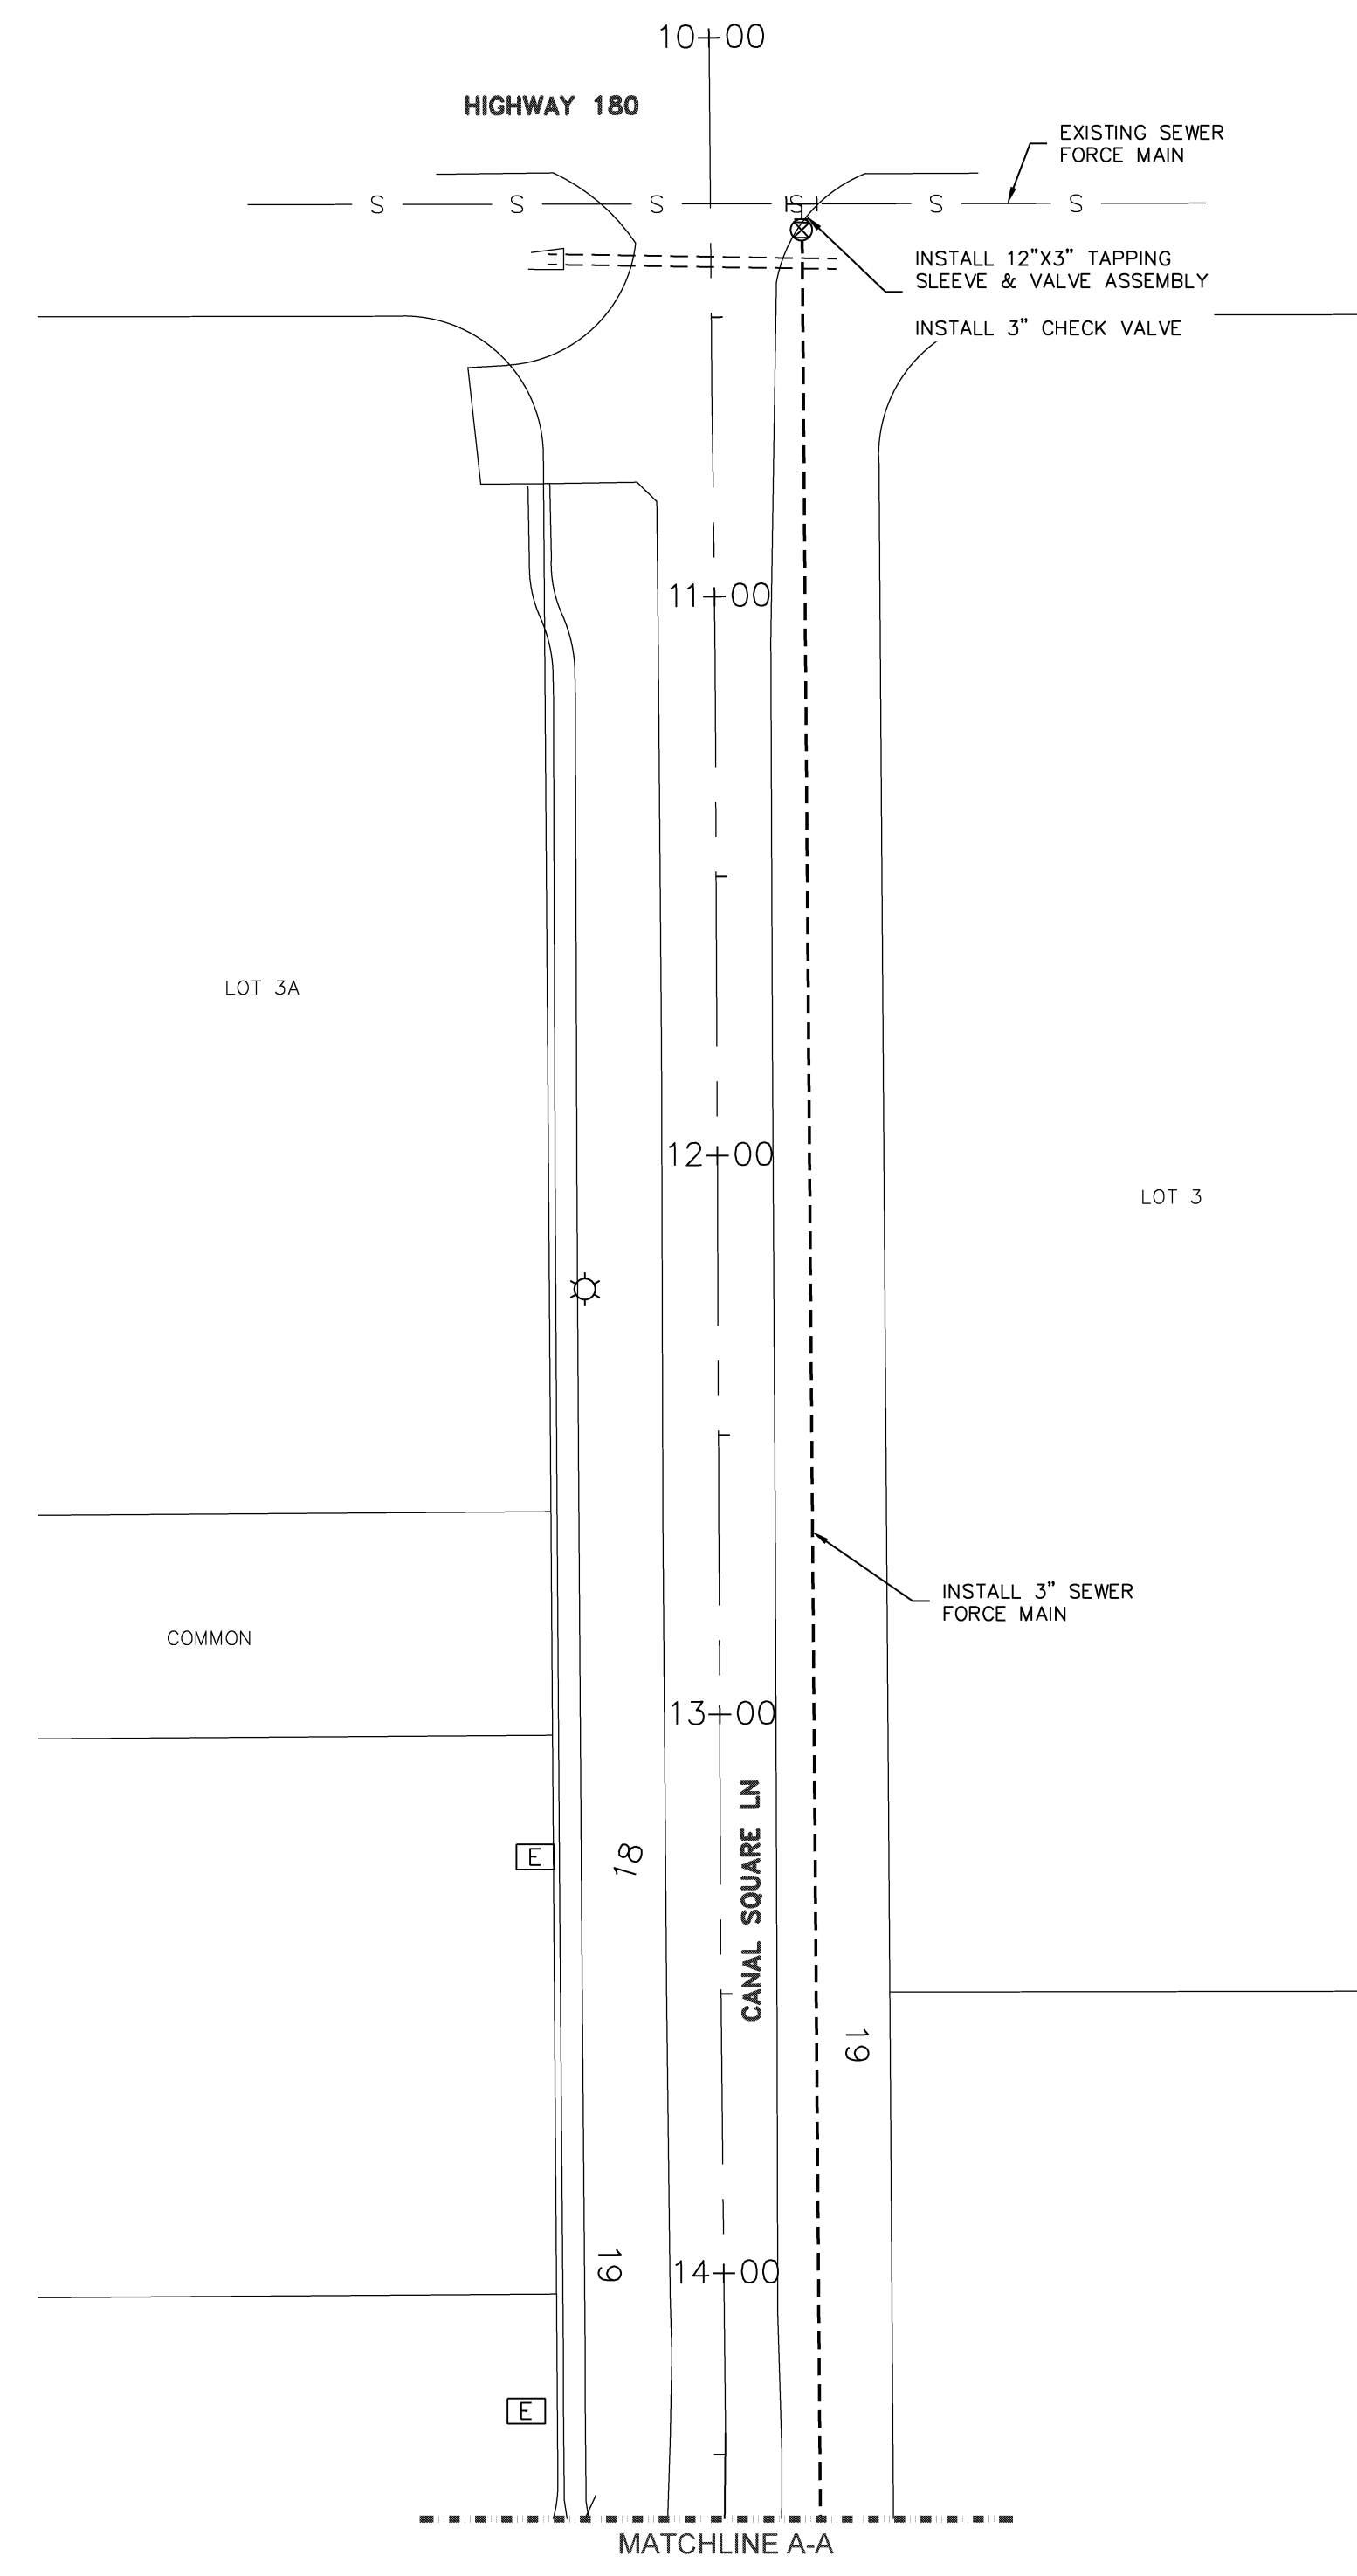 10+00
HIGHWAY 180
EXISTING SEWER
FORCE MAIN
S S S S S S
INSTALL 12"X3" TAPPING
SLEEVE & VALVE ASSEMBLY
INSTALL 3" CHECK VALVE
11+00
LOT 3A
12+00
LOT 3
INSTALL 3" SEWER
FORCE MAIN
COMMON
13+00
CANAL SQUARE LN
E
18
19
19
14+00
E
MATCHLINE A-A